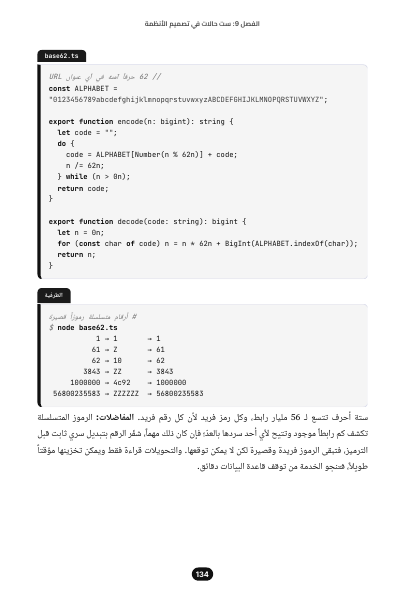 الفصل 9: ست حالات في تصميم الأنظمة
base62.ts
// 62 حرفاً آمنة في أي عنوان URL
const ALPHABET =
"0123456789abcdefghijklmnopqrstuvwxyzABCDEFGHIJKLMNOPQRSTUVWXYZ";
export function encode(n: bigint): string {
let code = "";
do {
code = ALPHABET[Number(n % 62n)] + code;
n /= 62n;
} while (n > 0n);
return code;
}
export function decode(code: string): bigint {
let n = 0n;
for (const char of code) n = n * 62n + BigInt(ALPHABET.indexOf(char));
return n;
}
الطرفية
# أرقام متسلسلة رموزاً قصيرة
$ node base62.ts
1 → 1 → 1
61 → Z → 61
62 → 10 → 62
3843 → ZZ → 3843
1000000 → 4c92 → 1000000
56800235583 → ZZZZZZ → 56800235583
ستة أحرف تتسع لـ 56 مليار رابط، وكل رمز فريد لأن كل رقم فريد. المفاضلات: الرموز المتسلسلة
تكشف كم رابطاً موجود وتتيح لأي أحد سردها بالعدّ؛ فإن كان ذلك مهماً، شفّر الرقم بتبديل سري ثابت قبل
الترميز، فتبقى الرموز فريدة وقصيرة لكن لا يمكن توقعها. والتحويلات قراءة فقط ويمكن تخزينها مؤقتاً
طويلاً، فتنجو الخدمة من توقف قاعدة البيانات دقائق.
134